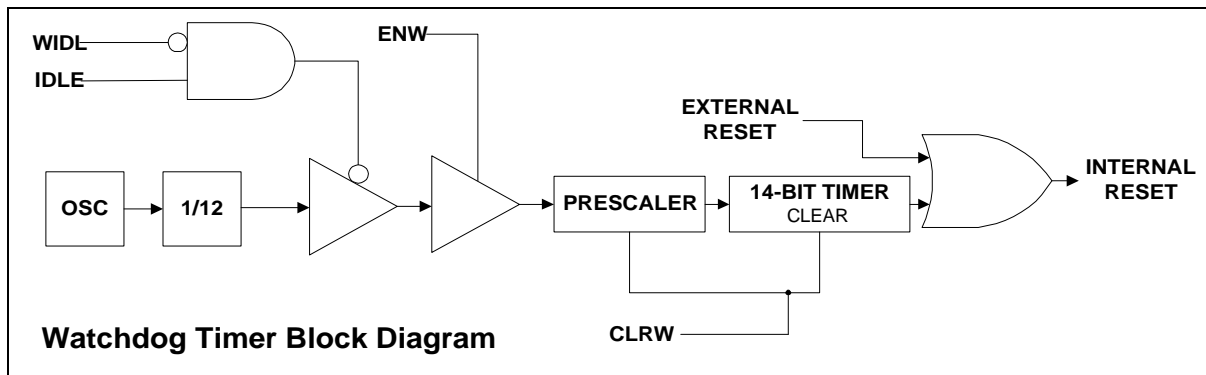 WIDL
IDLE
ENW
EXTERNAL
RESET
INTERNAL
RESET
OSC
1/12
PRESCALER
14-BIT TIMER
CLEAR
CLRW
Watchdog Timer Block Diagram